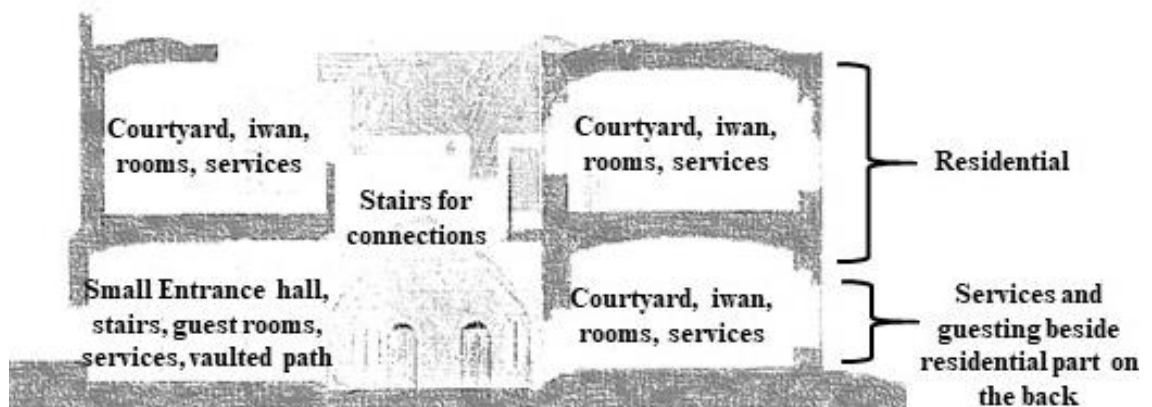 Courtyard, iwan,
rooms, services
Stairs for
connections
Courtyard, iwan,
rooms, services
Residential
Small Entrance hall,
stairs, guest rooms,
services, vaulted path
Courtyard, iwan,
rooms, services
Services and
guesting beside
residential part on
the back